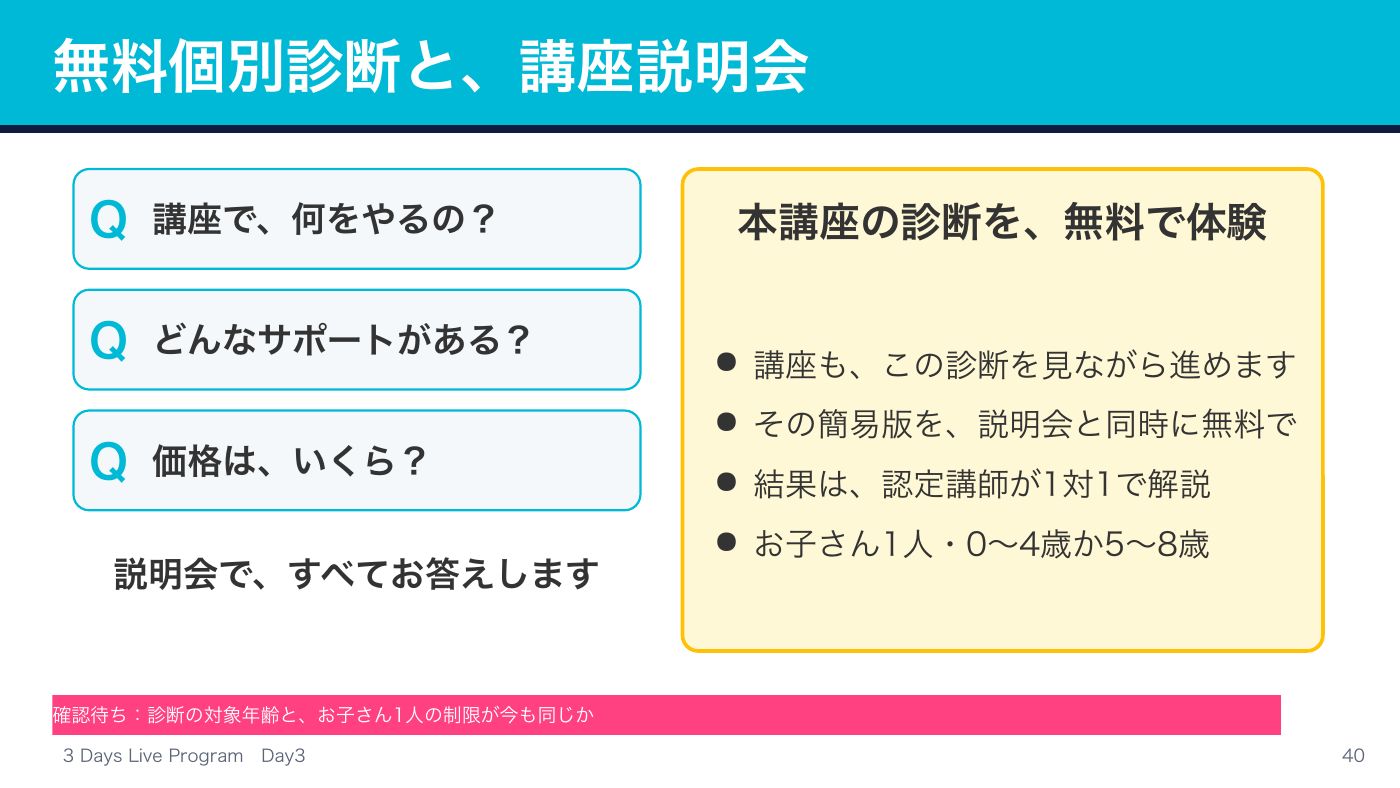 無料個別診断と、講座説明会
Q 講座で、何をやるの？
Q どんなサポートがある？
Q 価格は、いくら？
説明会で、すべてお答えします
本講座の診断を、無料で体験
● 講座も、この診断を見ながら進めます
● その簡易版を、説明会と同時に無料で
● 結果は、認定講師が1対1で解説
● お子さん1人・0〜4歳か5〜8歳
確認待ち：診断の対象年齢と、お子さん1人の制限が今も同じか
3 Days Live Program　Day3
40